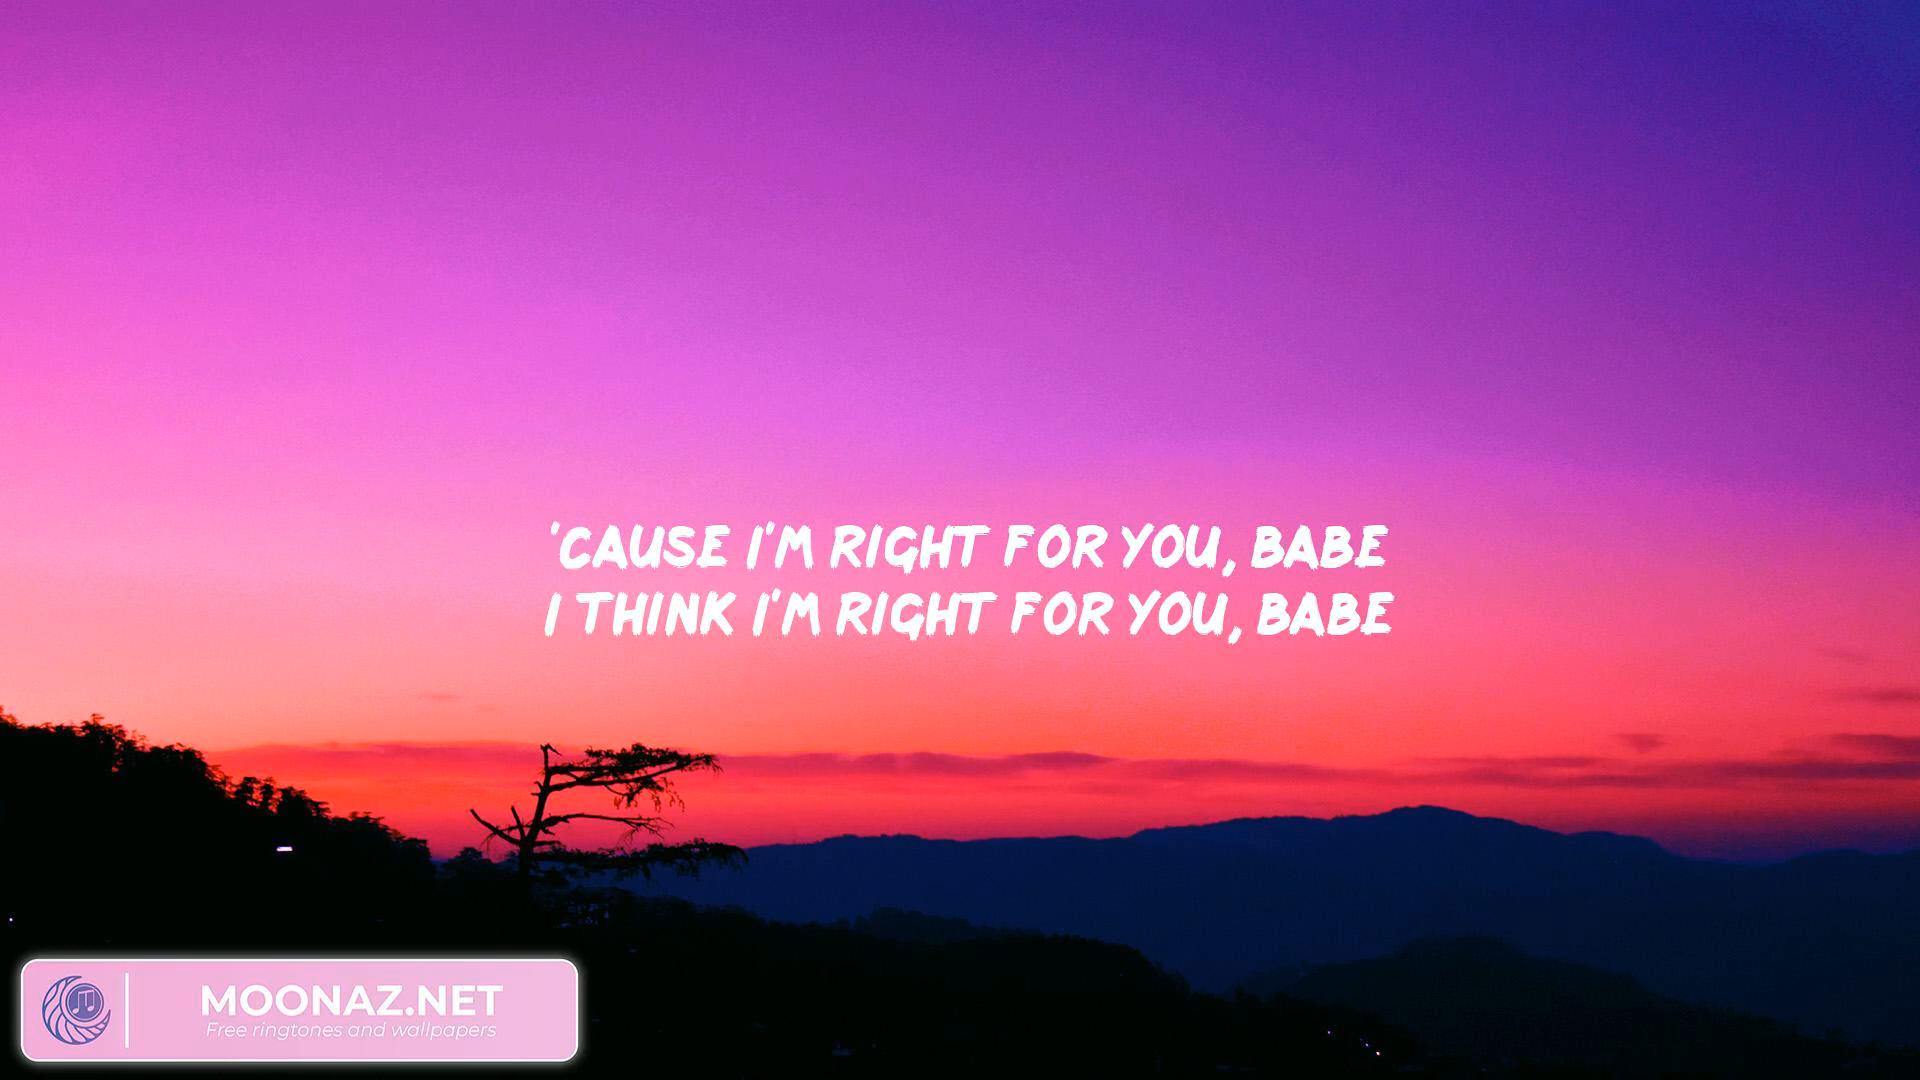 'CAUSE I'M RIGHT FOR YOU, BABE
I THINK I'M RIGHT FOR YOU, BABE
MOONAZ.NET
Free ringtones and wallpapers